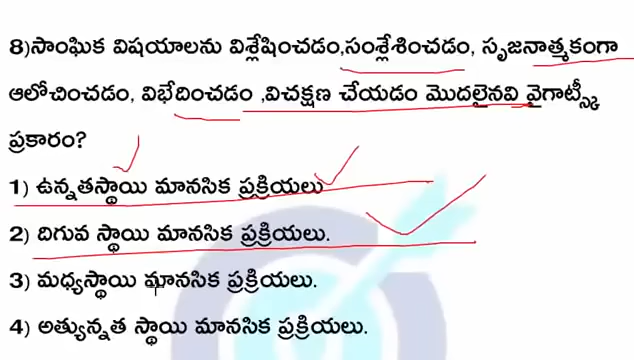 8)సాంఘిక విషయాలను విశ్లేషించడం,సంశ్లేశించడం, సృజనాత్మకంగా
ఆలోచించడం, విభేదించడం ,విచక్షణ చేయడం మొదలైనవి వైగాట్స్కీ
ప్రకారం?
1) ఉన్నతస్థాయి మానసిక ప్రక్రియలు
2) దిగువ స్థాయి మానసిక ప్రక్రియలు.
3) మధ్యస్థాయి మానసిక ప్రక్రియలు.
4) అత్యున్నత స్థాయి మానసిక ప్రక్రియలు.